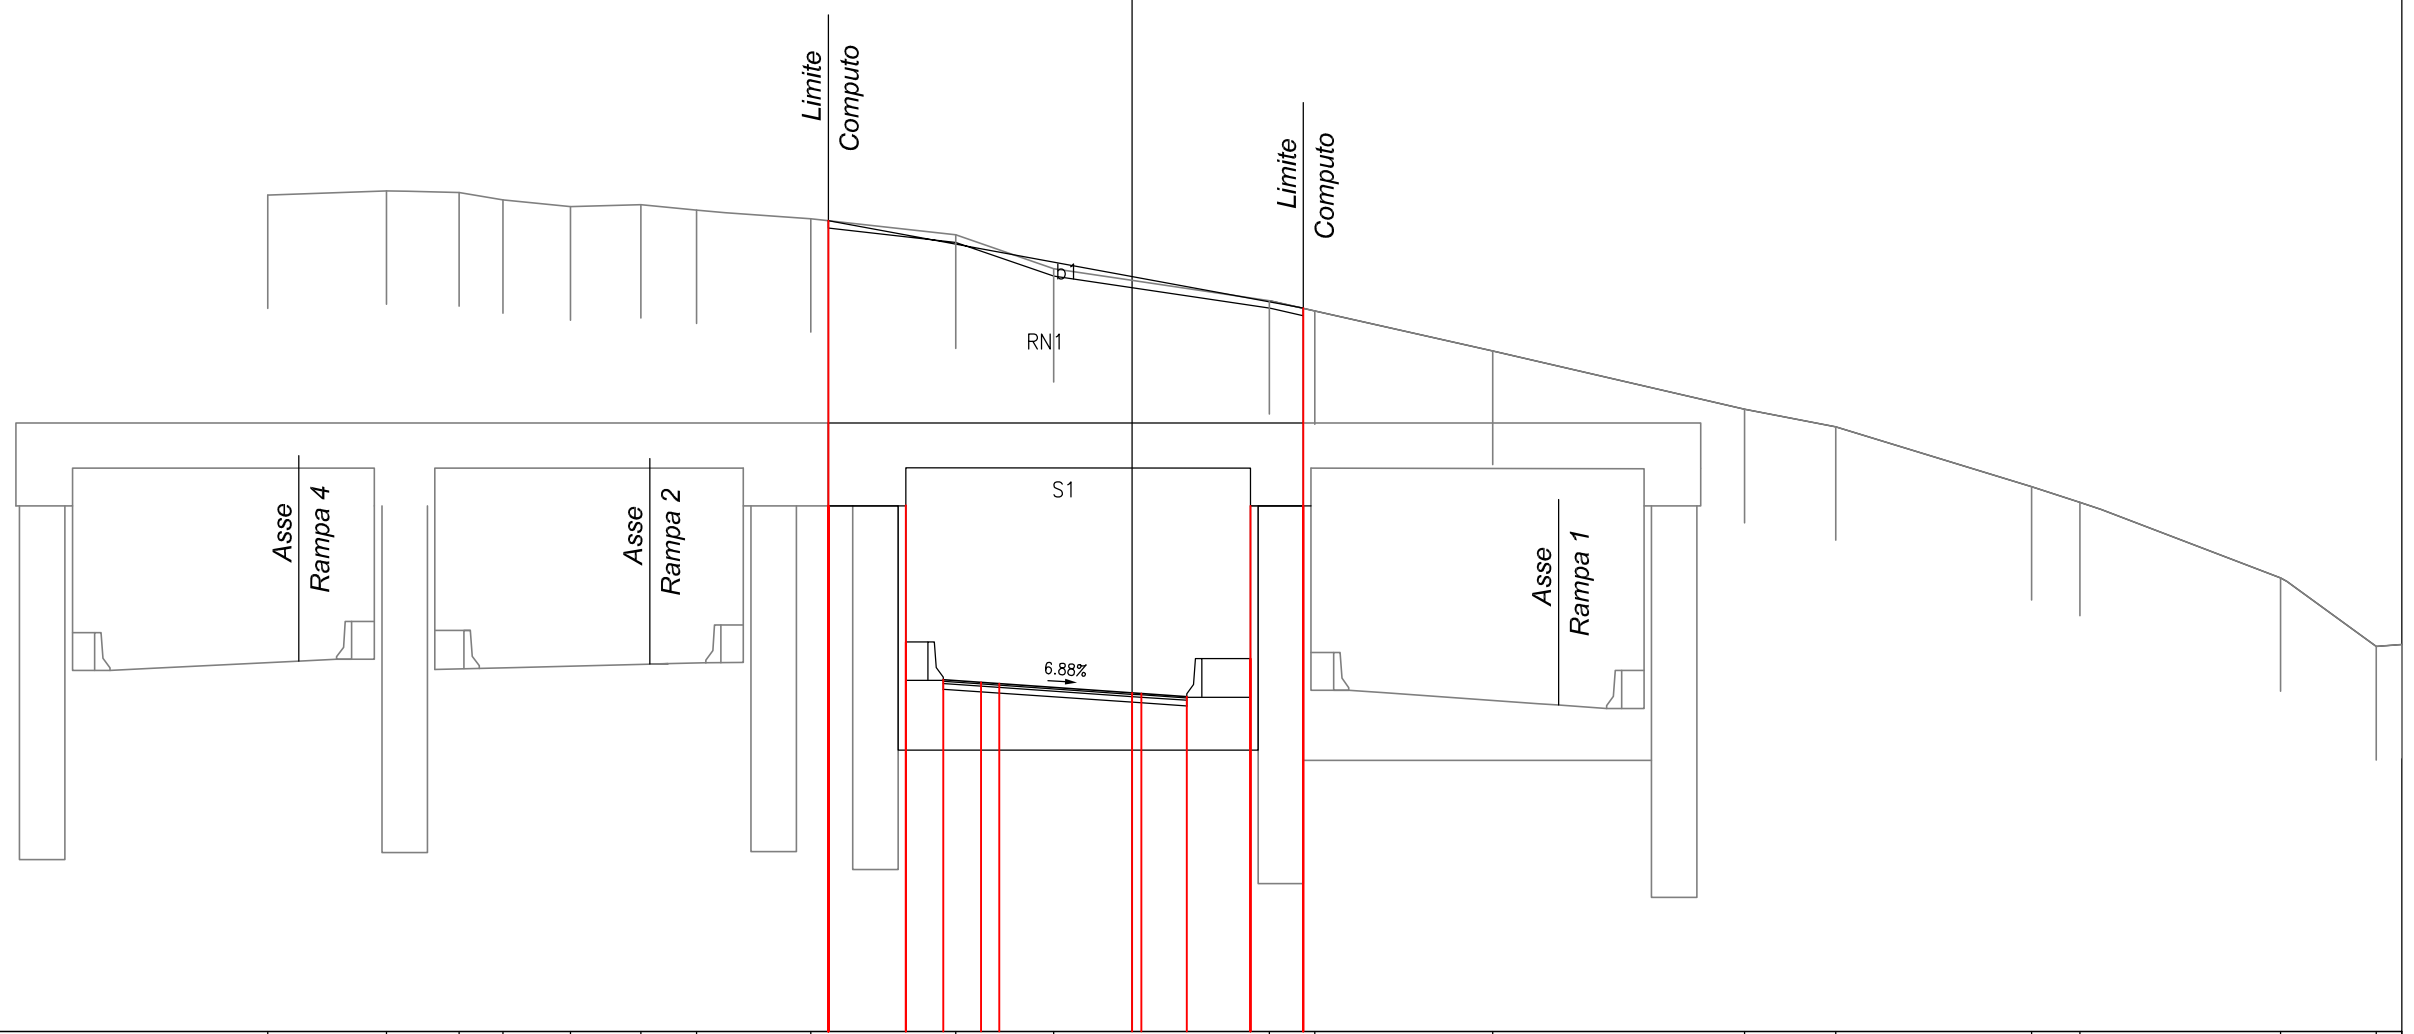 Limite
Computo
Limite
Computo
b1
RN1
Asse
Rampa 4
Asse
Rampa 2
S1
Asse
Rampa 1
6.88%